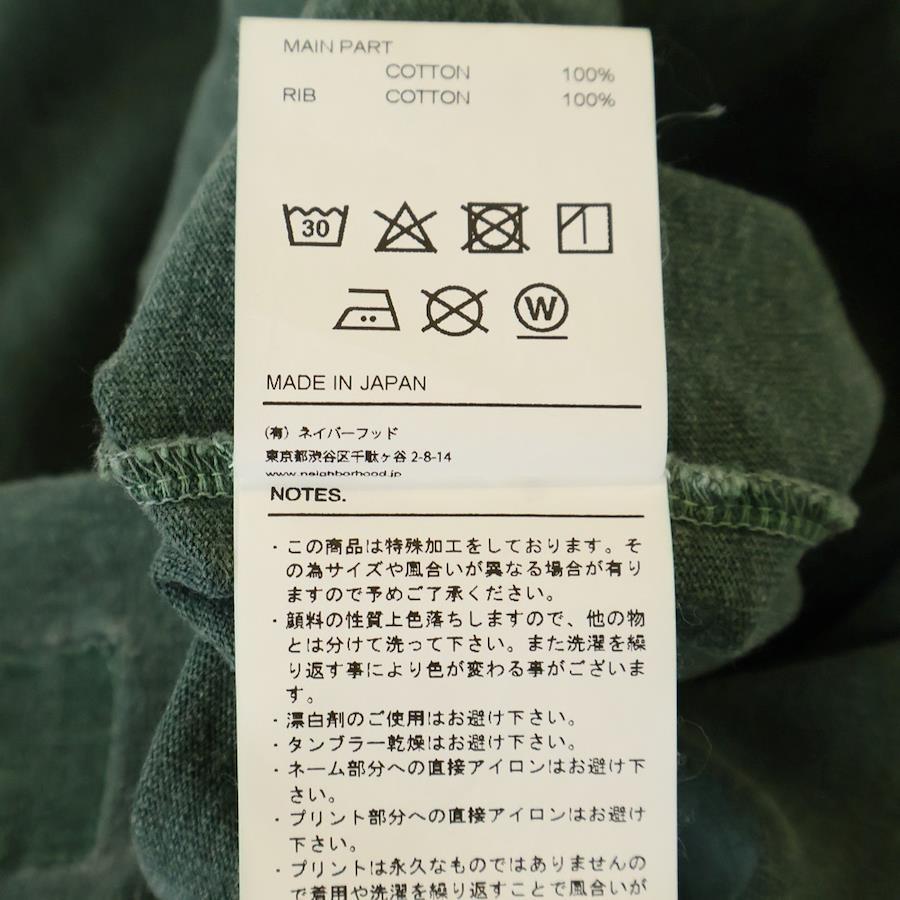 MAIN PART
COTTON 100%
RIB COTTON 100%
30
W
MADE IN JAPAN
(有) ネイバーフッド
東京都渋谷区千駄ヶ谷 2-8-14
www.neighborhood.jp
NOTES.
・この商品は特殊加工をしております。そ
の為サイズや風合いが異なる場合が有り
ますので予めご了承ください。
・顔料の性質上色落ちしますので、他の物
とは分けて洗って下さい。また洗濯を繰
り返す事により色が変わる事がございま
す。
・漂白剤のご使用はお避け下さい。
・タンブラー乾燥はお避け下さい。
・ネーム部分への直接アイロンはお避け下
さい。
・プリント部分への直接アイロンはお避け
下さい。
・プリントは永久なものではありませんの
で着用や洗濯を繰り返すことで風合いが